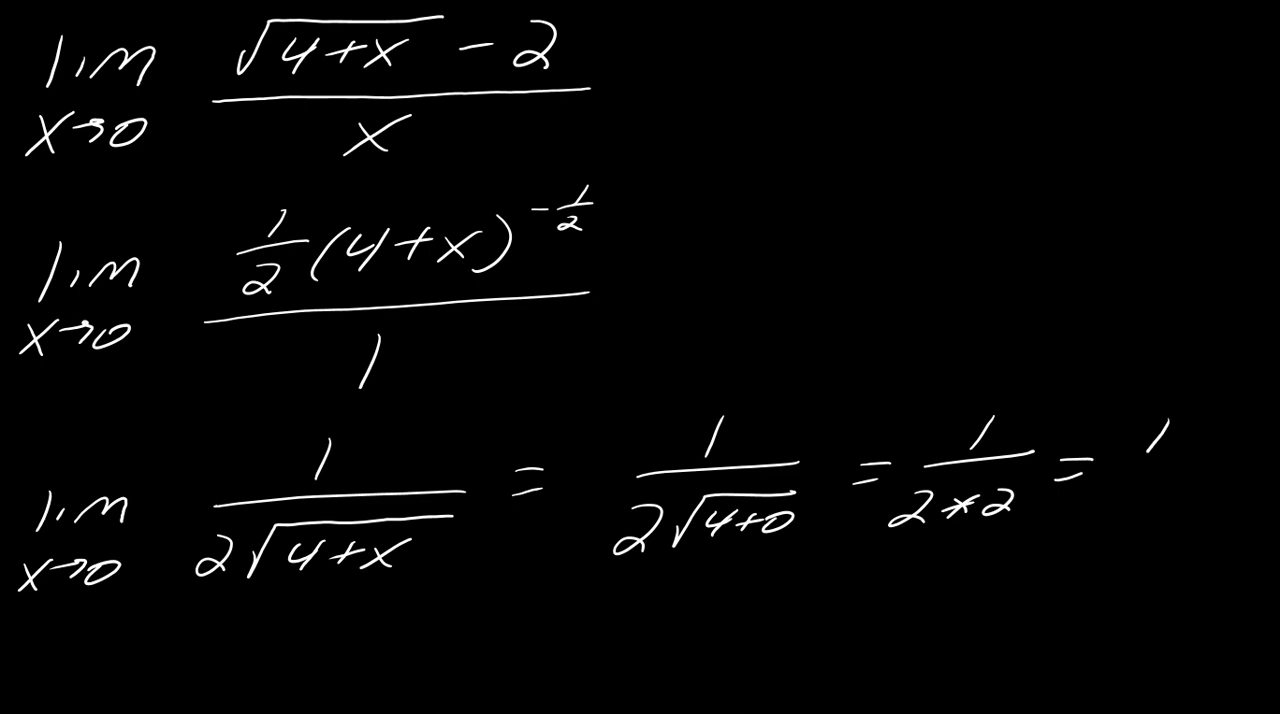 lim x→0 (√(4+x) - 2)/x
lim x→0 (1/2 (4+x)^(-1/2))/1
lim x→0 1/(2√(4+x)) = 1/(2√(4+0)) = 1/(2*2) = 1